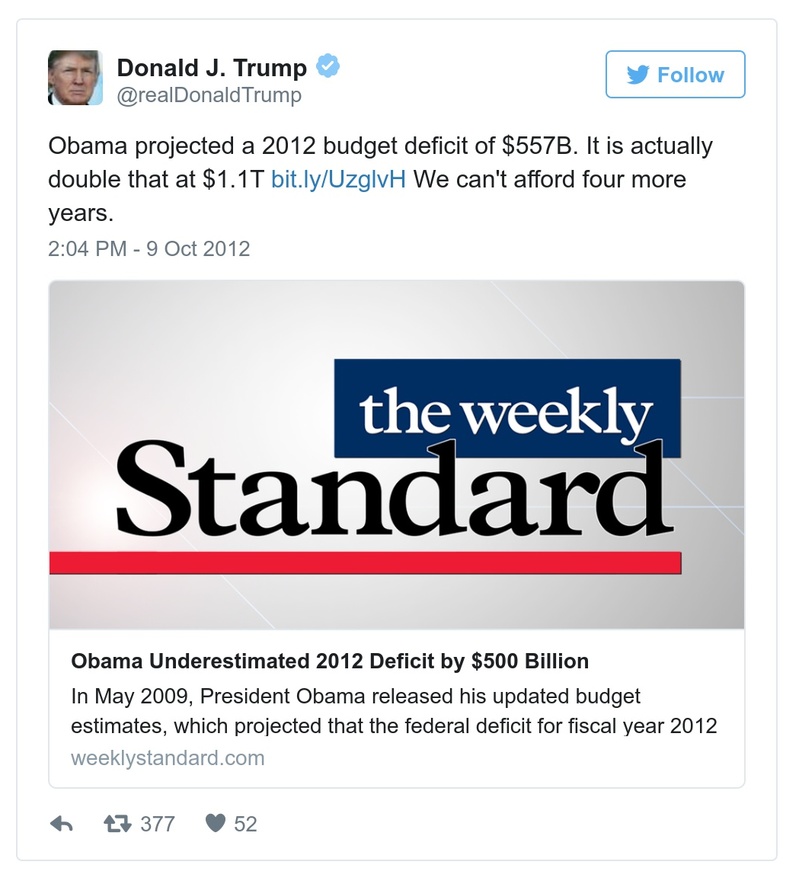 Donald J. Trump
@realDonaldTrump
Follow
Obama projected a 2012 budget deficit of $557B. It is actually
double that at $1.1T bit.ly/UzglvH We can't afford four more
years.
2:04 PM - 9 Oct 2012
the weekly
Standard
Obama Underestimated 2012 Deficit by $500 Billion
In May 2009, President Obama released his updated budget
estimates, which projected that the federal deficit for fiscal year 2012
weeklystandard.com
377
52